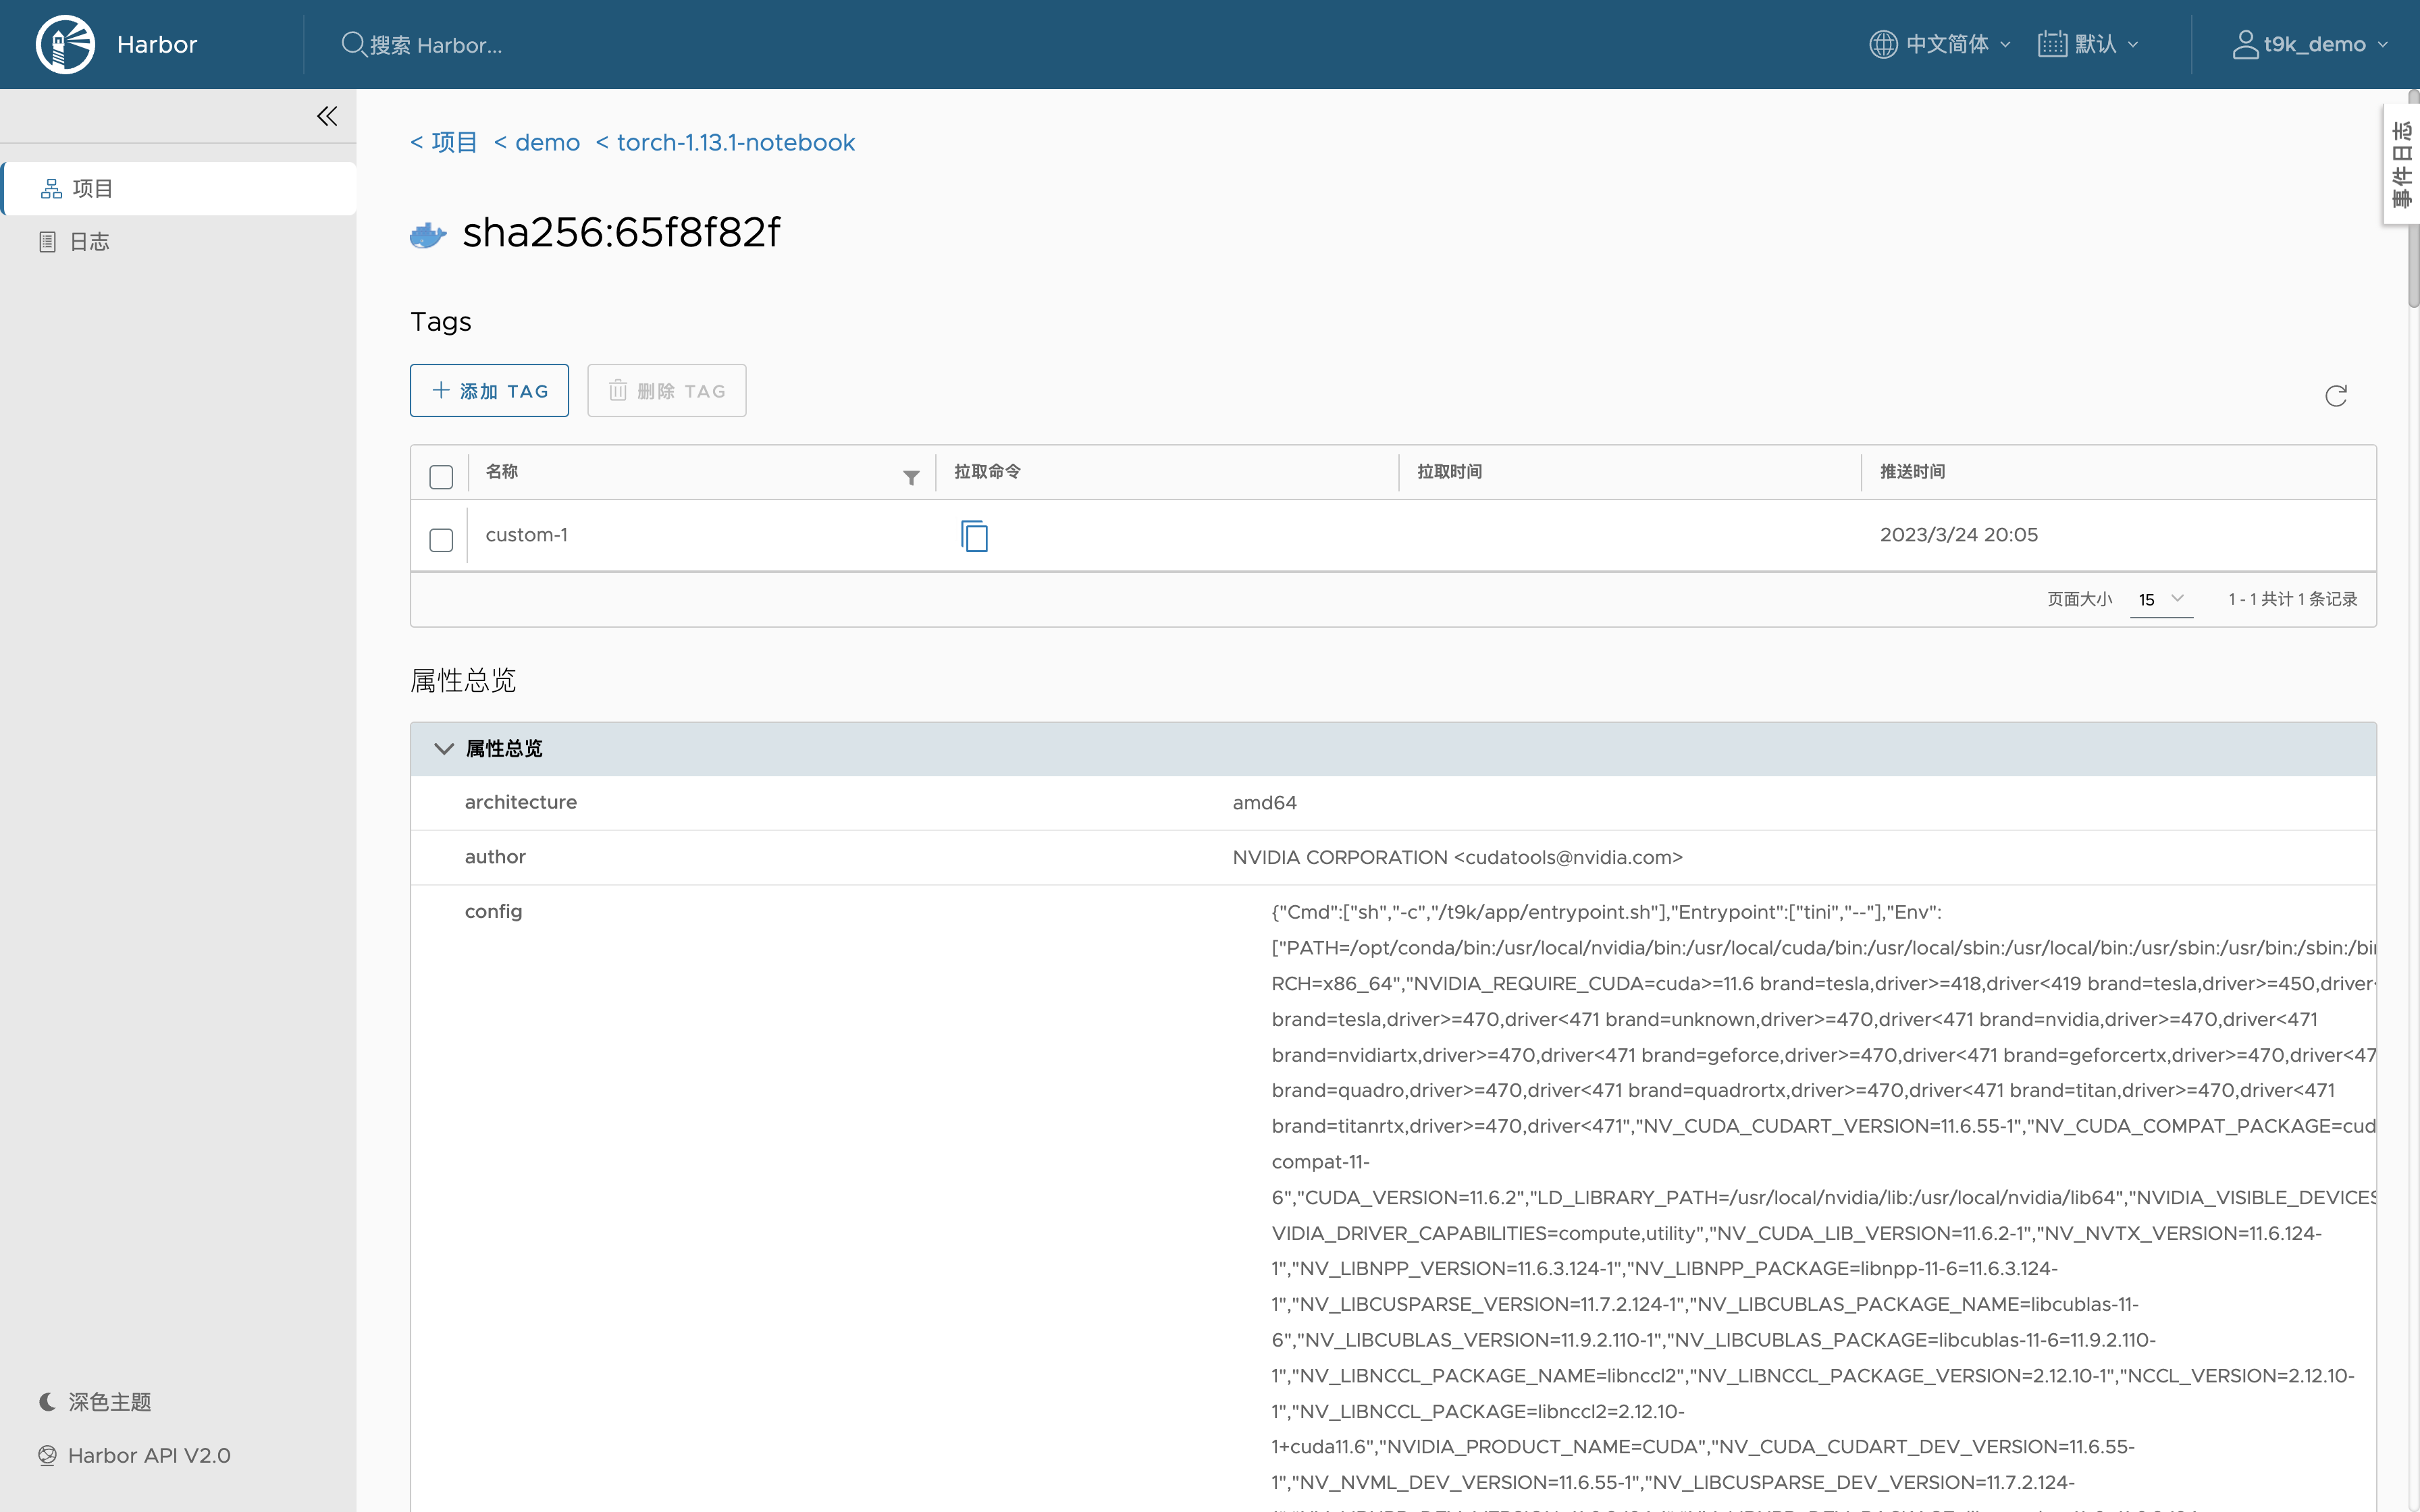 Harbor
搜索 Harbor...
中文简体
默认
t9k_demo
事件日志
项目
日志
< 项目 < demo < torch-1.13.1-notebook
sha256:65f8f82f
Tags
添加 TAG
删除 TAG
名称
拉取命令
拉取时间
推送时间
custom-1
2023/3/24 20:05
页面大小
15
1 - 1 共计 1 条记录
属性总览
属性总览
architecture
amd64
author
NVIDIA CORPORATION <cudatools@nvidia.com>
config
{"Cmd":["sh","-c","/t9k/app/entrypoint.sh"],"Entrypoint":["tini","--"],"Env":
["PATH=/opt/conda/bin:/usr/local/nvidia/bin:/usr/local/cuda/bin:/usr/local/sbin:/usr/local/bin:/usr/sbin:/usr/bin:/sbin:/bin
RCH=x86_64","NVIDIA_REQUIRE_CUDA=cuda>=11.6 brand=tesla,driver>=418,driver<419 brand=tesla,driver>=450,driver<
brand=tesla,driver>=470,driver<471 brand=unknown,driver>=470,driver<471 brand=nvidia,driver>=470,driver<471
brand=nvidiartx,driver>=470,driver<471 brand=geforce,driver>=470,driver<471 brand=geforcertx,driver>=470,driver<47
brand=quadro,driver>=470,driver<471 brand=quadrortx,driver>=470,driver<471 brand=titan,driver>=470,driver<471
brand=titanrtx,driver>=470,driver<471","NV_CUDA_CUDART_VERSION=11.6.55-1","NV_CUDA_COMPAT_PACKAGE=cud
compat-11-
6","CUDA_VERSION=11.6.2","LD_LIBRARY_PATH=/usr/local/nvidia/lib:/usr/local/nvidia/lib64","NVIDIA_VISIBLE_DEVICES
VIDIA_DRIVER_CAPABILITIES=compute,utility","NV_CUDA_LIB_VERSION=11.6.2-1","NV_NVTX_VERSION=11.6.124-
1","NV_LIBNPP_VERSION=11.6.3.124-1","NV_LIBNPP_PACKAGE=libnpp-11-6=11.6.3.124-
1","NV_LIBCUSPARSE_VERSION=11.7.2.124-1","NV_LIBCUBLAS_PACKAGE_NAME=libcublas-11-
6","NV_LIBCUBLAS_VERSION=11.9.2.110-1","NV_LIBCUBLAS_PACKAGE=libcublas-11-6=11.9.2.110-
1","NV_LIBNCCL_PACKAGE_NAME=libnccl2","NV_LIBNCCL_PACKAGE_VERSION=2.12.10-1","NCCL_VERSION=2.12.10-
1","NV_LIBNCCL_PACKAGE=libnccl2=2.12.10-
1+cuda11.6","NVIDIA_PRODUCT_NAME=CUDA","NV_CUDA_CUDART_DEV_VERSION=11.6.55-
1","NV_NVML_DEV_VERSION=11.6.55-1","NV_LIBCUSPARSE_DEV_VERSION=11.7.2.124-
深色主题
Harbor API V2.0